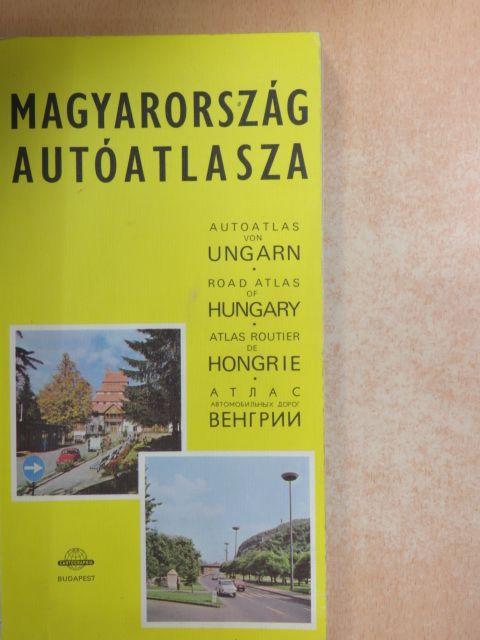 MAGYARORSZÁG
AUTÓATLASZA
AUTOATLAS
VON
UNGARN
•
ROAD ATLAS
OF
HUNGARY
•
ATLAS ROUTIER
DE
HONGRIE
•
АТЛАС
АВТОМОБИЛЬНЫХ ДОРОГ
ВЕНГРИИ
CARTOGRAPHIA
BUDAPEST